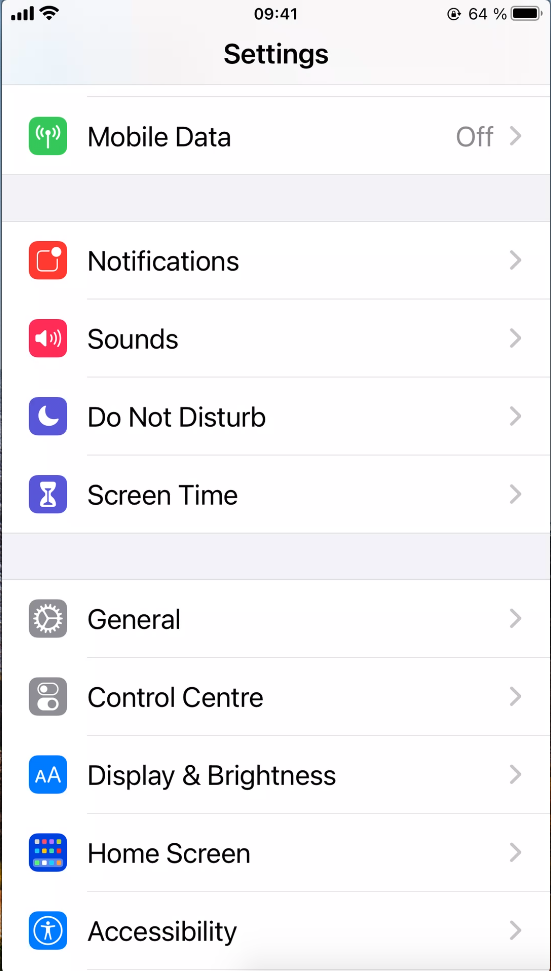 09:41
64 %
Settings
Mobile Data
Off
Notifications
Sounds
Do Not Disturb
Screen Time
General
Control Centre
AA
Display & Brightness
Home Screen
Accessibility